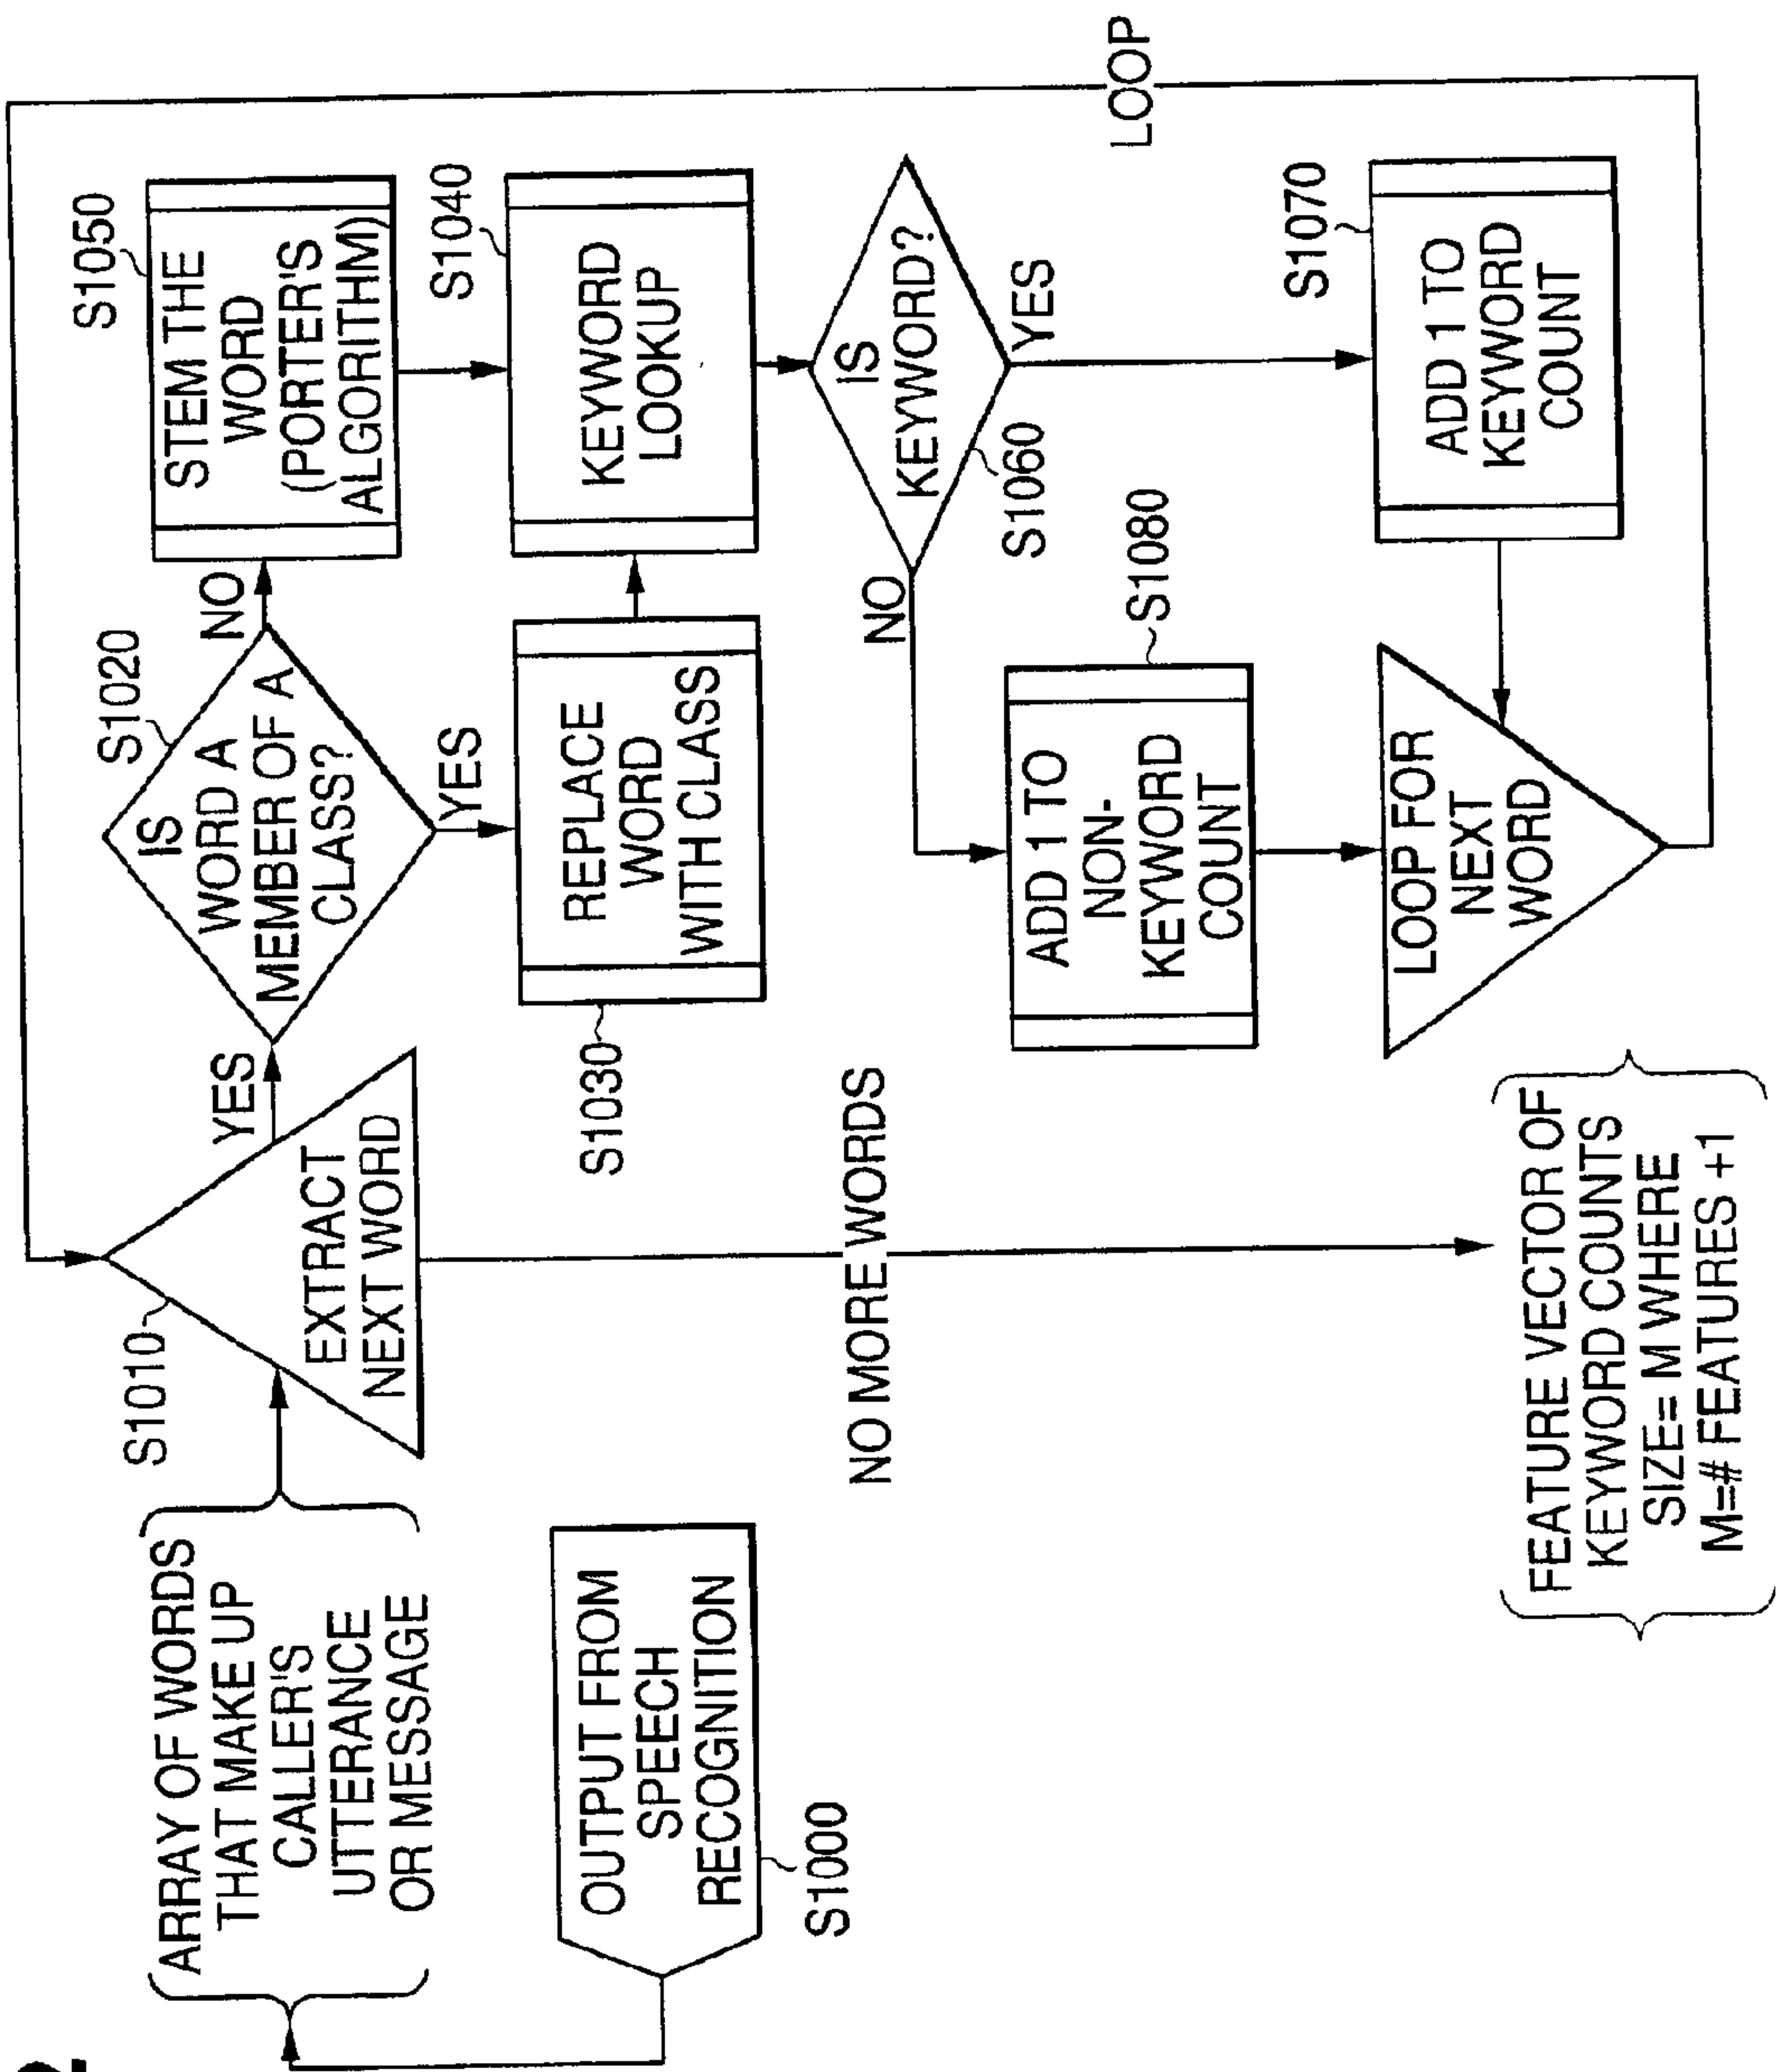 2
ARRAY OF WORDS
THAT MAKE UP
CALLER'S
UTTERANCE
OR MESSAGE
OUTPUT FROM
SPEECH
RECOGNITION
S1000
S1010
EXTRACT
NEXT WORD
YES
NO MORE WORDS
S1020
IS
WORD A
MEMBER OF A
CLASS?
NO
YES
S1050
STEM THE
WORD
(PORTER'S
ALGORITHM)
S1030
REPLACE
WORD
WITH CLASS
S1040
KEYWORD
LOOKUP
IS
KEYWORD?
S1060
NO
YES
S1080
ADD 1 TO
NON-
KEYWORD
COUNT
S1070
ADD 1 TO
KEYWORD
COUNT
LOOP FOR
NEXT
WORD
LOOP
FEATURE VECTOR OF
KEYWORD COUNTS
SIZE= M WHERE
M=# FEATURES +1